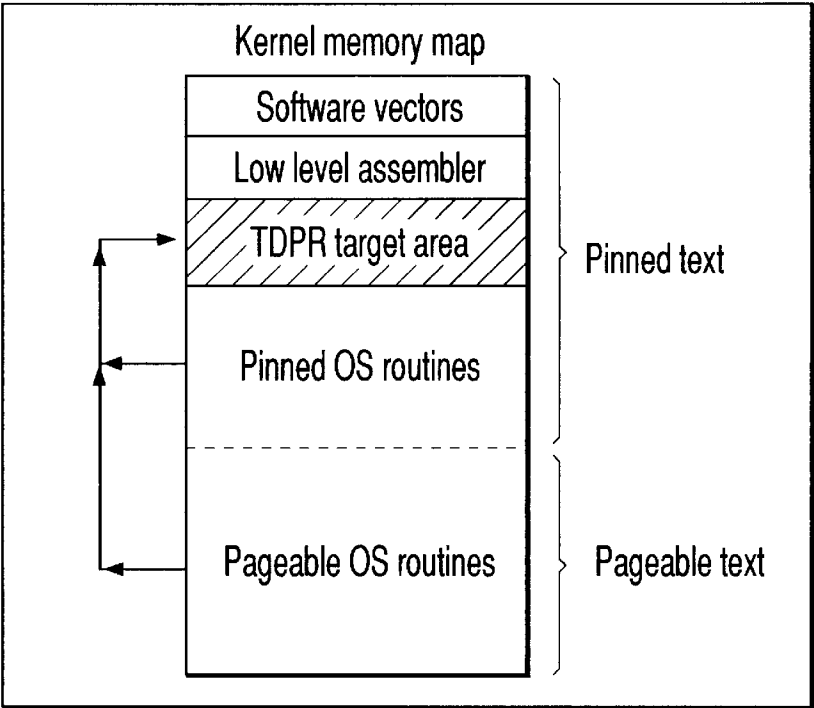 Kernel memory map
Software vectors
Low level assembler
TDPR target area
Pinned text
Pinned OS routines
Pageable OS routines
Pageable text